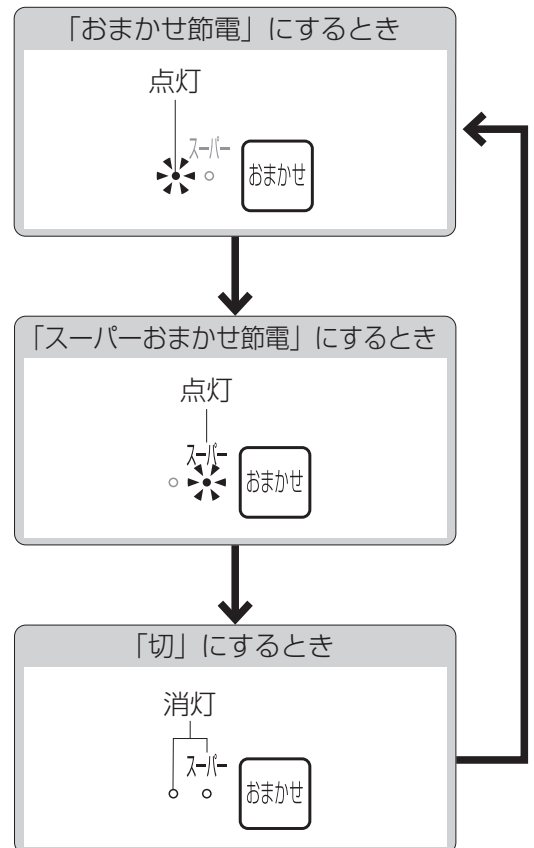 「おまかせ節電」にするとき
点灯
スーパー
おまかせ
「スーパーおまかせ節電」にするとき
点灯
スーパー
おまかせ
「切」にするとき
消灯
スーパー
おまかせ